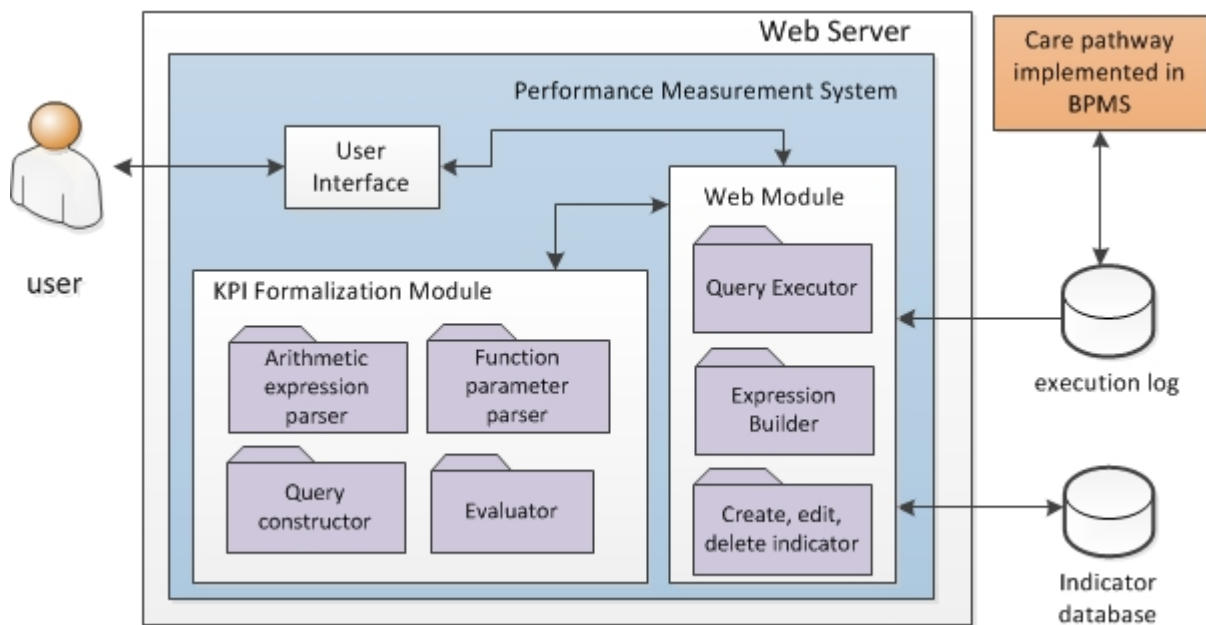 Web Server
Care pathway
implemented in
BPMS
Performance Measurement System
User
Interface
user
Web Module
Query Executor
Expression
Builder
Create, edit,
delete indicator
KPI Formalization Module
Arithmetic
expression
parser
Function
parameter
parser
Query
constructor
Evaluator
execution log
Indicator
database